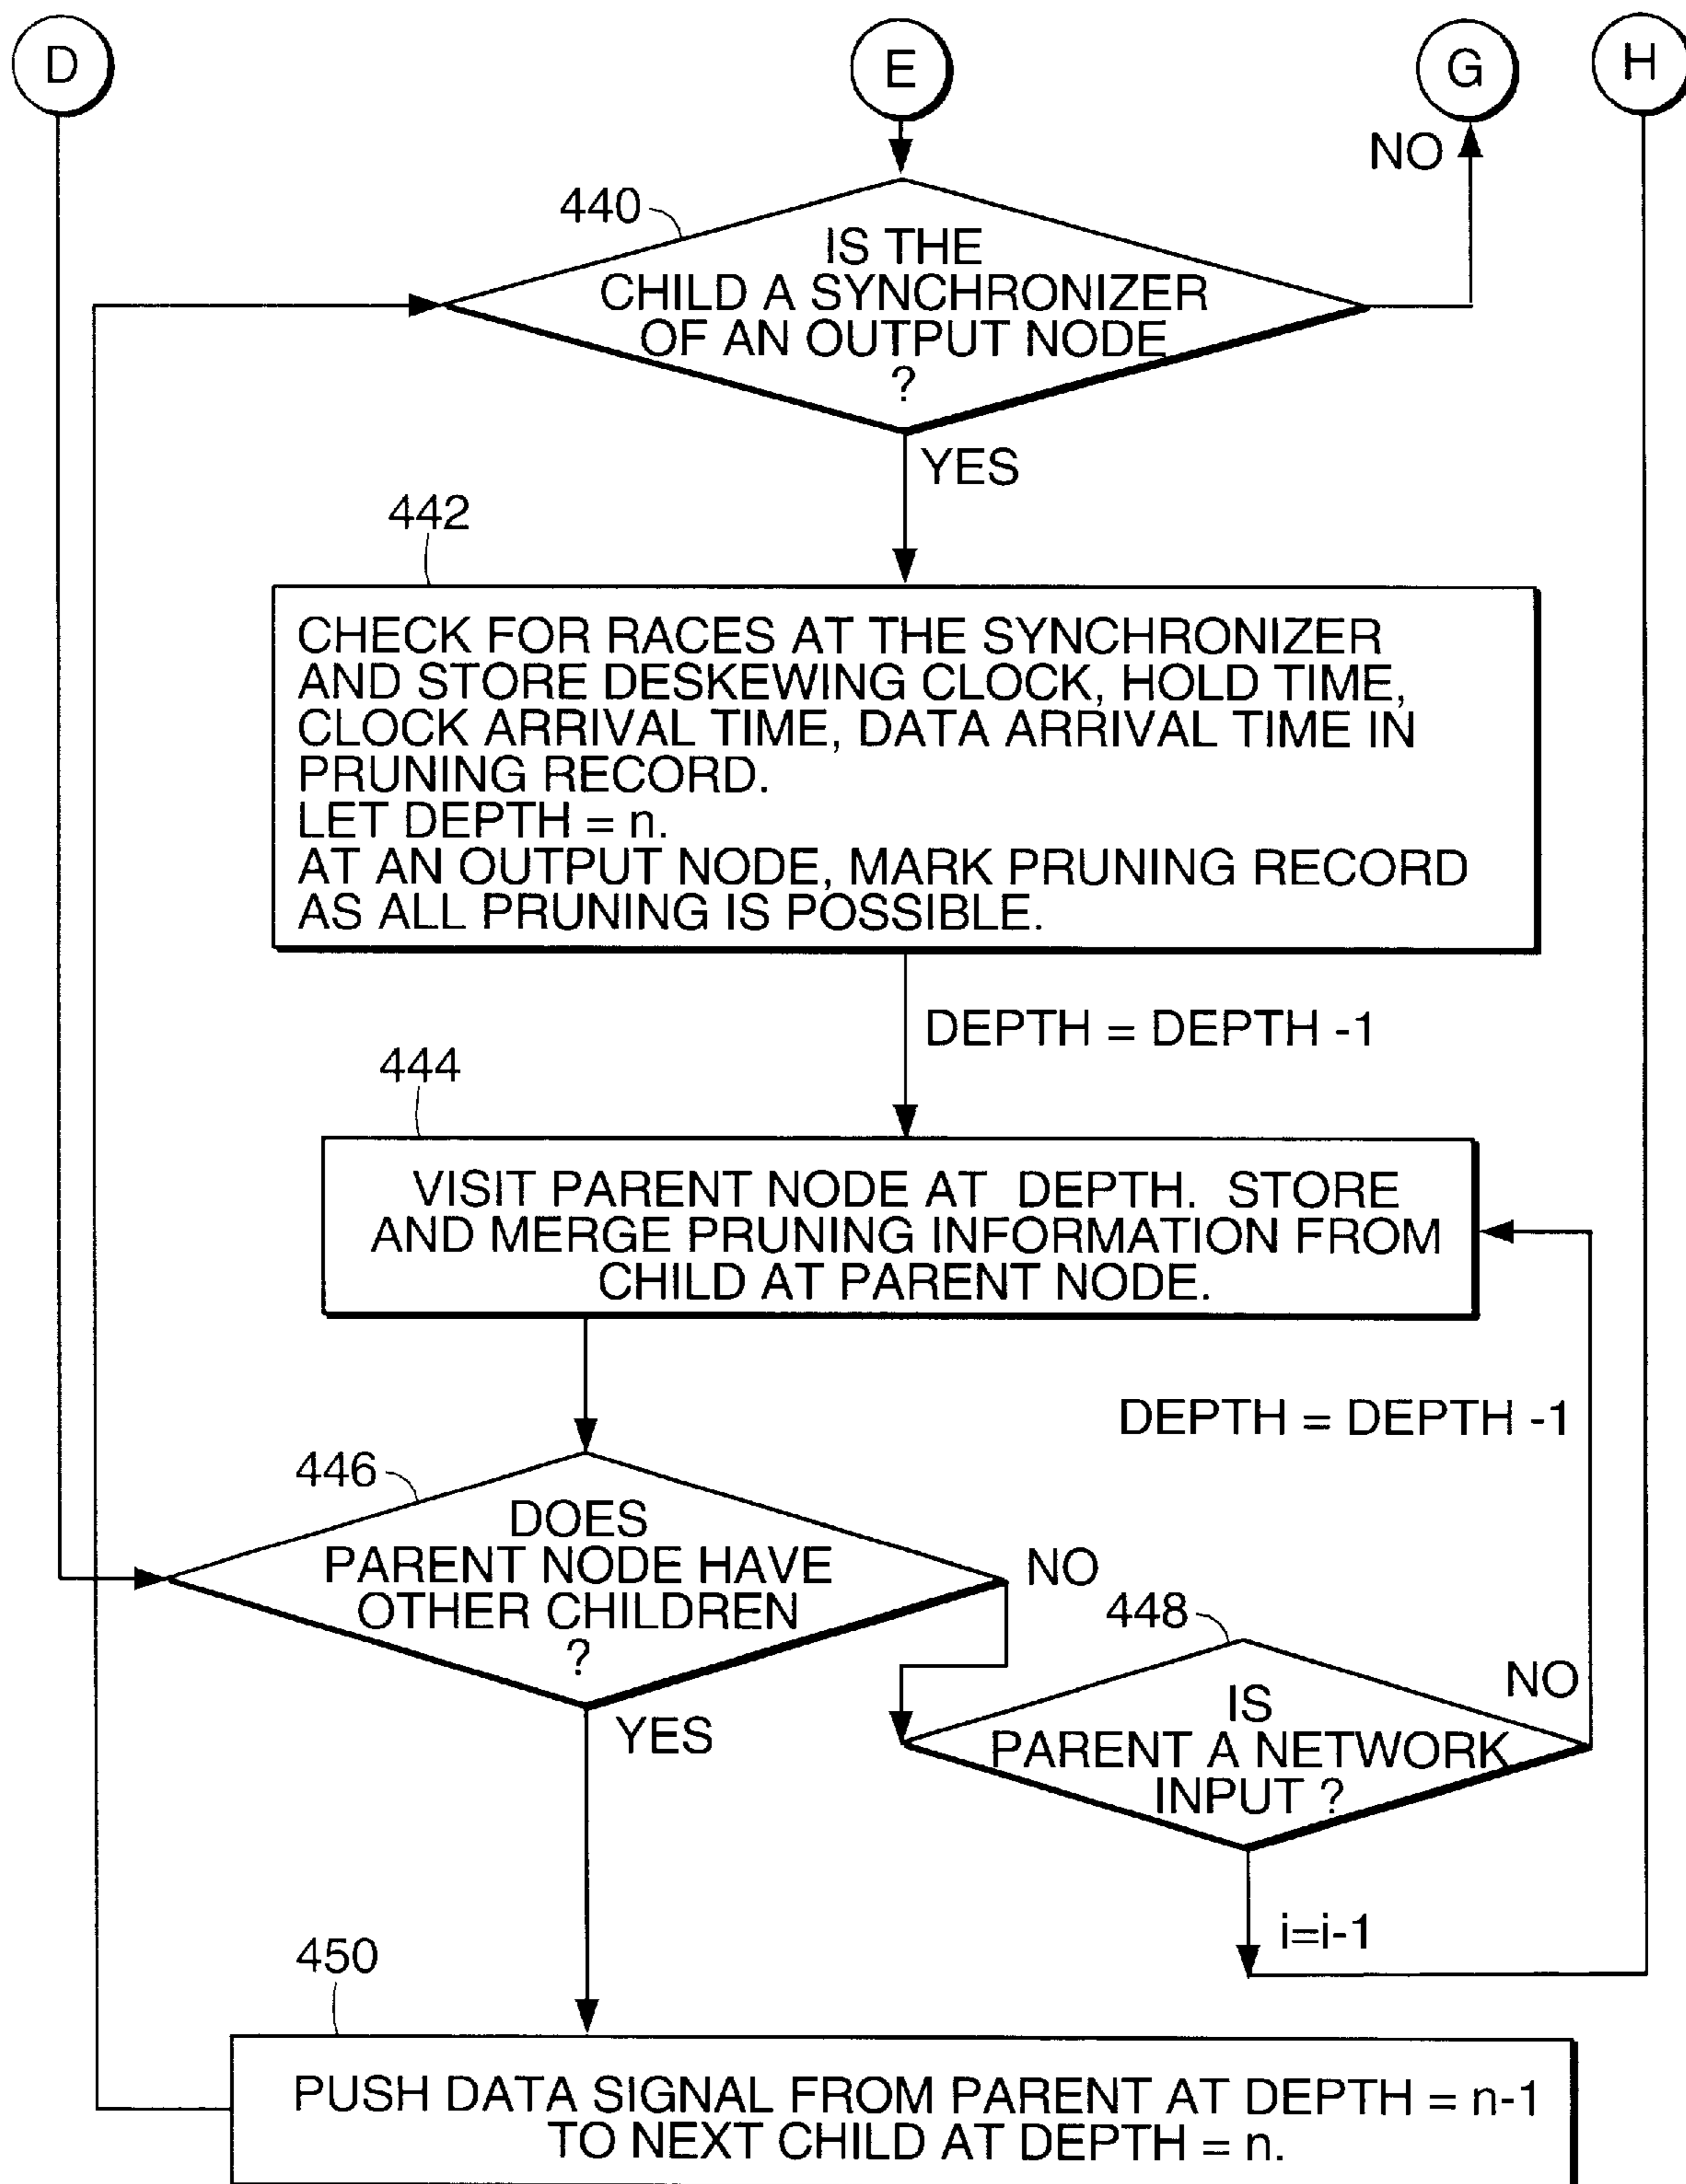 D
E
G
H
NO
440
IS THE
CHILD A SYNCHRONIZER
OF AN OUTPUT NODE
?
YES
442
CHECK FOR RACES AT THE SYNCHRONIZER
AND STORE DESKEWING CLOCK, HOLD TIME,
CLOCK ARRIVAL TIME, DATA ARRIVAL TIME IN
PRUNING RECORD.
LET DEPTH = n.
AT AN OUTPUT NODE, MARK PRUNING RECORD
AS ALL PRUNING IS POSSIBLE.
DEPTH = DEPTH -1
444
VISIT PARENT NODE AT DEPTH. STORE
AND MERGE PRUNING INFORMATION FROM
CHILD AT PARENT NODE.
DEPTH = DEPTH -1
446
DOES
PARENT NODE HAVE
OTHER CHILDREN
?
NO
YES
448
IS
PARENT A NETWORK
INPUT ?
NO
i=i-1
450
PUSH DATA SIGNAL FROM PARENT AT DEPTH = n-1
TO NEXT CHILD AT DEPTH = n.